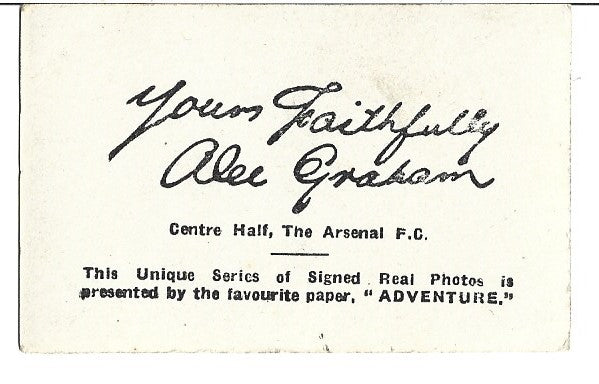 Yours Faithfully
Alec Graham
Centre Half, The Arsenal F.C.
This Unique Series of Signed Real Photos is
presented by the favourite paper, "ADVENTURE."